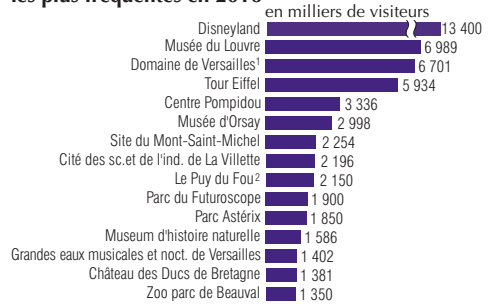 les plus fréquentés en 2016
en milliers de visiteurs
Disneyland 13 400
Musée du Louvre 6 989
Domaine de Versailles¹ 6 701
Tour Eiffel 5 934
Centre Pompidou 3 336
Musée d'Orsay 2 998
Site du Mont-Saint-Michel 2 254
Cité des sc.et de l'ind. de La Villette 2 196
Le Puy du Fou² 2 150
Parc du Futuroscope 1 900
Parc Astérix 1 850
Museum d'histoire naturelle 1 586
Grandes eaux musicales et noct. de Versailles 1 402
Château des Ducs de Bretagne 1 381
Zoo parc de Beauval 1 350